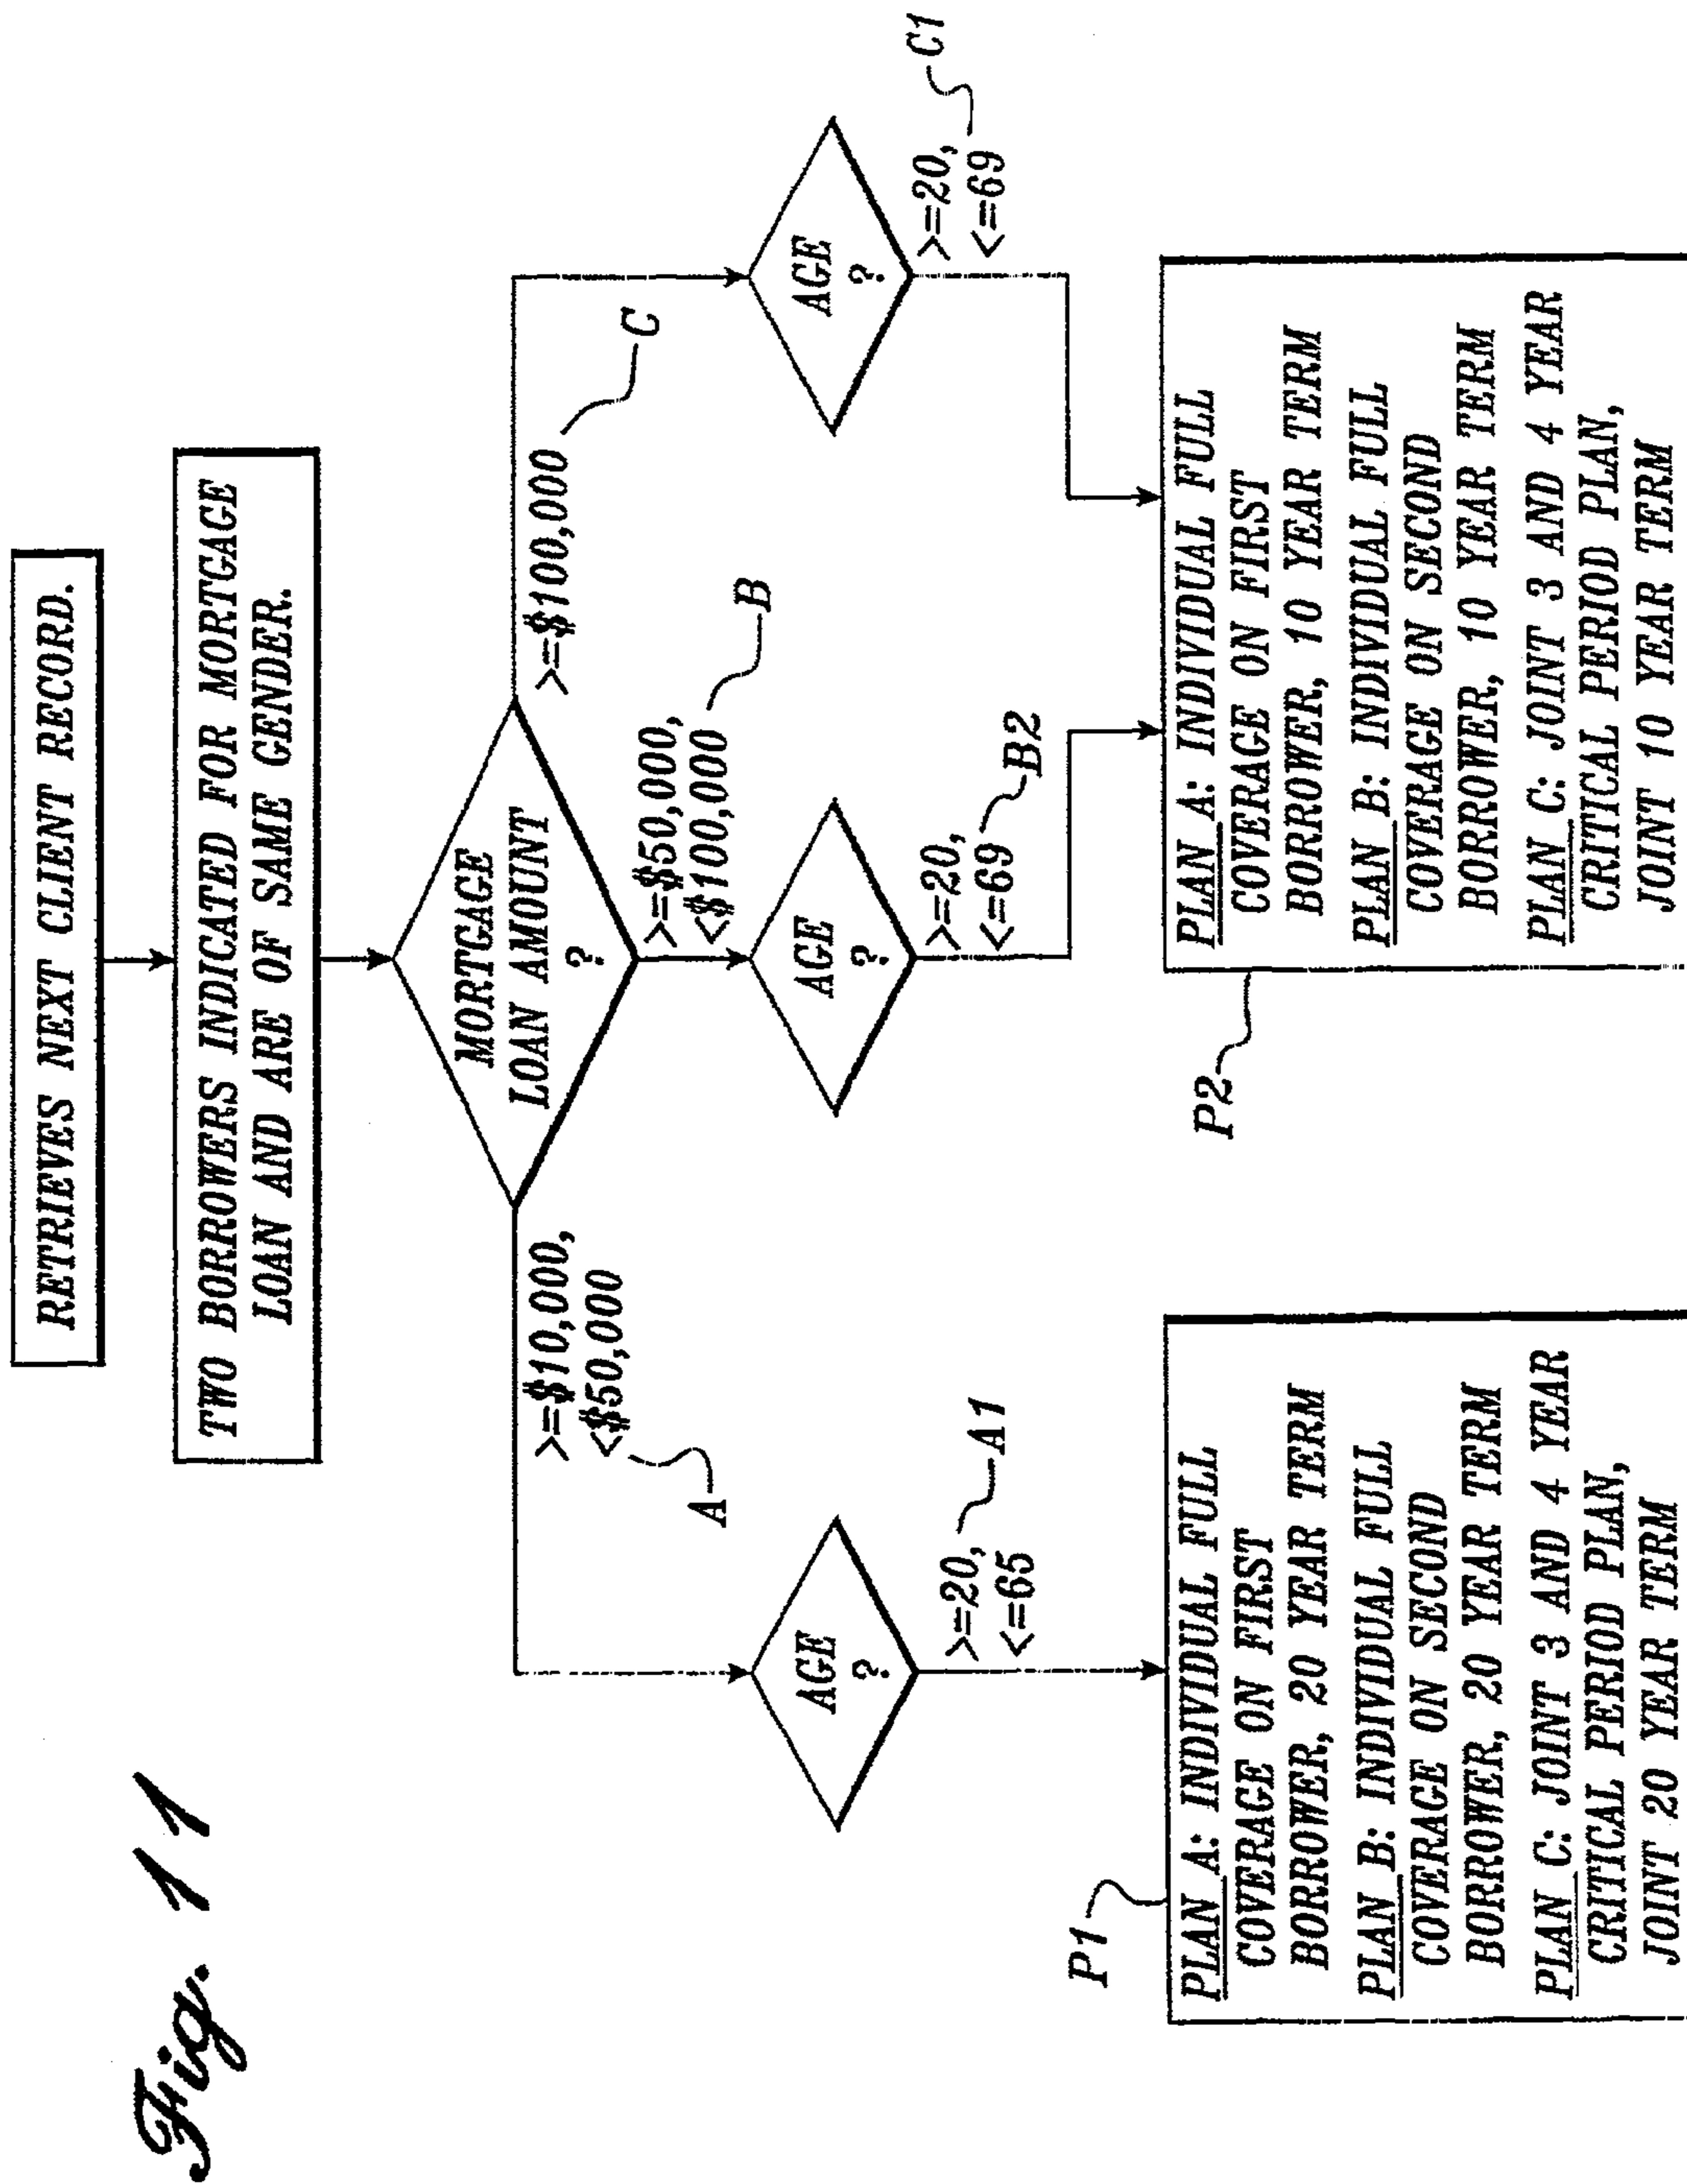 Fig. 11
RETRIEVES NEXT CLIENT RECORD.
TWO BORROWERS INDICATED FOR MORTGAGE
LOAN AND ARE OF SAME GENDER.
MORTGAGE
LOAN AMOUNT
?
>=$10,000,
<$50,000
A
>=$50,000,
<$100,000
B
>=$100,000
C
AGE
?
>=20,
<=65
A1
AGE
?
>=20,
<=69
B2
AGE
?
>=20,
<=69
C1
P1
PLAN A: INDIVIDUAL FULL
COVERAGE ON FIRST
BORROWER, 20 YEAR TERM
PLAN B: INDIVIDUAL FULL
COVERAGE ON SECOND
BORROWER, 20 YEAR TERM
PLAN C: JOINT 3 AND 4 YEAR
CRITICAL PERIOD PLAN,
JOINT 20 YEAR TERM
P2
PLAN A: INDIVIDUAL FULL
COVERAGE ON FIRST
BORROWER, 10 YEAR TERM
PLAN B: INDIVIDUAL FULL
COVERAGE ON SECOND
BORROWER, 10 YEAR TERM
PLAN C: JOINT 3 AND 4 YEAR
CRITICAL PERIOD PLAN,
JOINT 10 YEAR TERM